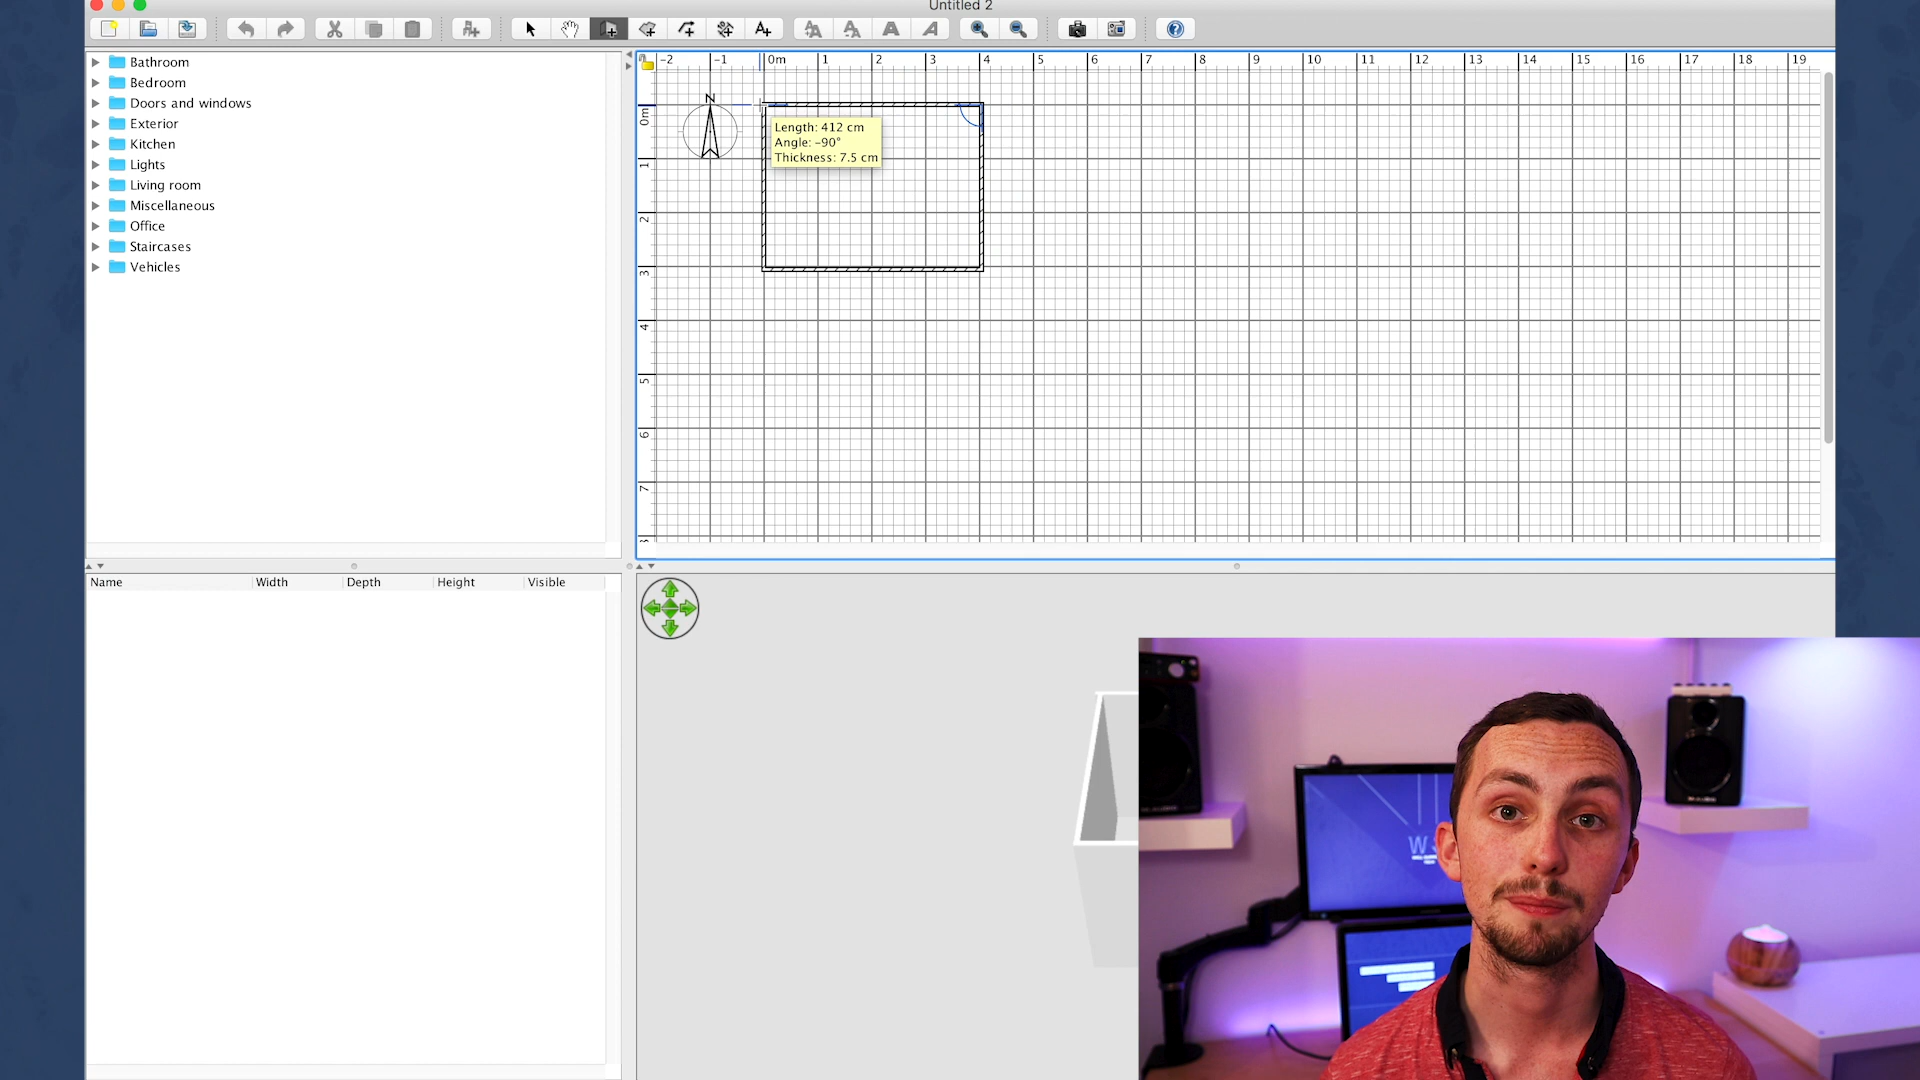 Untitled 2
Bathroom
Bedroom
Doors and windows
Exterior
Kitchen
Lights
Living room
Miscellaneous
Office
Staircases
Vehicles
-2 -1 0m 1 2 3 4 5 6 7 8 9 10 11 12 13 14 15 16 17 18 19
N
Length: 412 cm
Angle: -90°
Thickness: 7.5 cm
0m
1
2
3
4
5
6
7
Name Width Depth Height Visible